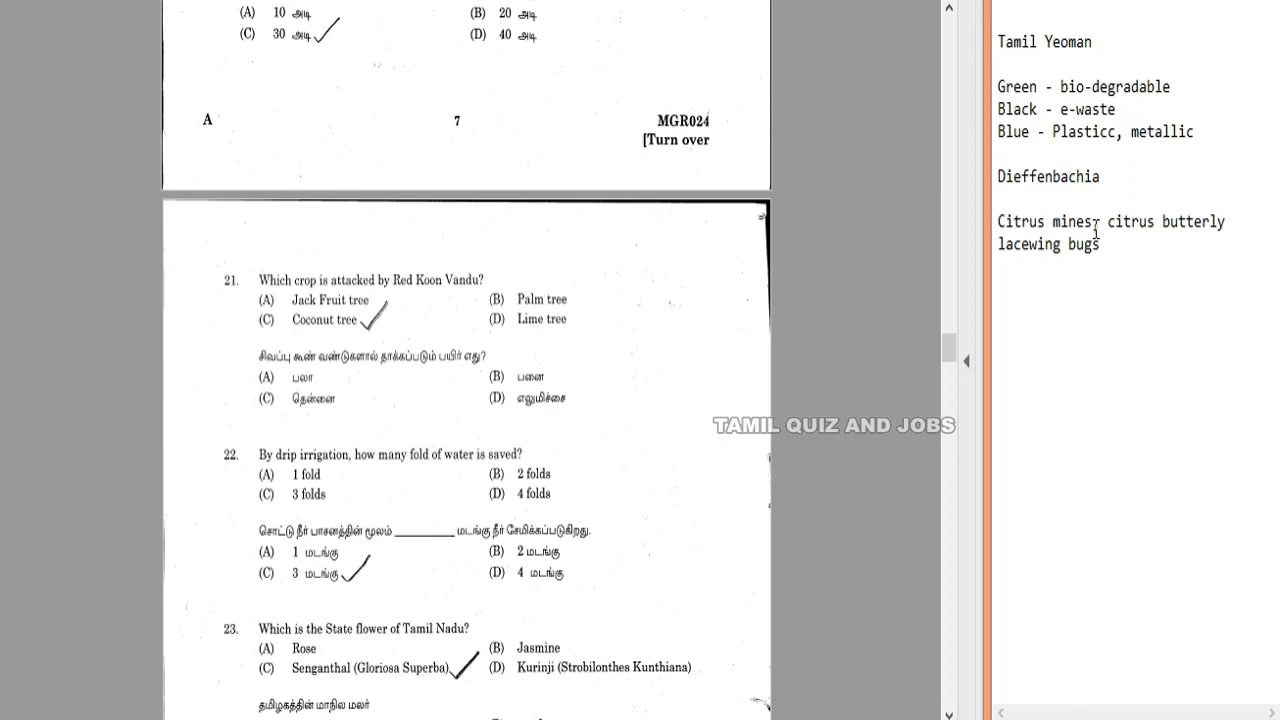 (A) 10 அடி (B) 20 அடி
(C) 30 அடி (D) 40 அடி
A 7 MGR024
[Turn over
21. Which crop is attacked by Red Koon Vandu?
(A) Jack Fruit tree (B) Palm tree
(C) Coconut tree (D) Lime tree
சிவப்பு கூண் வண்டுகளால் தாக்கப்படும் பயிர் எது?
(A) பலா (B) பனை
(C) தென்னை (D) எலுமிச்சை
22. By drip irrigation, how many fold of water is saved?
(A) 1 fold (B) 2 folds
(C) 3 folds (D) 4 folds
சொட்டு நீர் பாசனத்தின் மூலம் ________ மடங்கு நீர் சேமிக்கப்படுகிறது.
(A) 1 மடங்கு (B) 2 மடங்கு
(C) 3 மடங்கு (D) 4 மடங்கு
23. Which is the State flower of Tamil Nadu?
(A) Rose (B) Jasmine
(C) Senganthal (Gloriosa Superba) (D) Kurinji (Strobilonthes Kunthiana)
தமிழகத்தின் மாநில மலர்
TAMIL QUIZ AND JOBS
Tamil Yeoman
Green - bio-degradable
Black - e-waste
Blue - Plasticc, metallic
Dieffenbachia
Citrus mines, citrus butterly
lacewing bugs